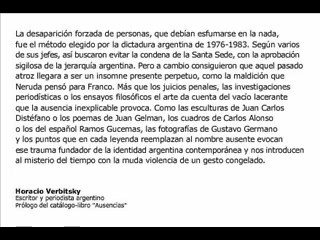 La desaparición forzada de personas, que debían esfumarse en la nada,
fue el método elegido por la dictadura argentina de 1976-1983. Según varios
de sus jefes, así buscaron evitar la condena de la Santa Sede, con la aprobación
sigilosa de la jerarquía argentina. Pero a cambio consiguieron que aquel pasado
atroz llegara a ser un insomne presente perpetuo, como la maldición que
Neruda pensó para Franco. Más que los juicios penales, las investigaciones
periodísticas o los ensayos filosóficos el arte da cuenta del vacío lacerante
que la ausencia inexplicable provoca. Como las esculturas de Juan Carlos
Distéfano o los poemas de Juan Gelman, los cuadros de Carlos Alonso
o los del español Ramos Gucemas, las fotografías de Gustavo Germano
y los puntos que en cada leyenda reemplazan al nombre ausente evocan
ese trauma fundador de la identidad argentina contemporánea y nos introducen
al misterio del tiempo con la muda violencia de un gesto congelado.
Horacio Verbitsky
Escritor y periodista argentino
Prólogo del catálogo-libro "Ausencias"